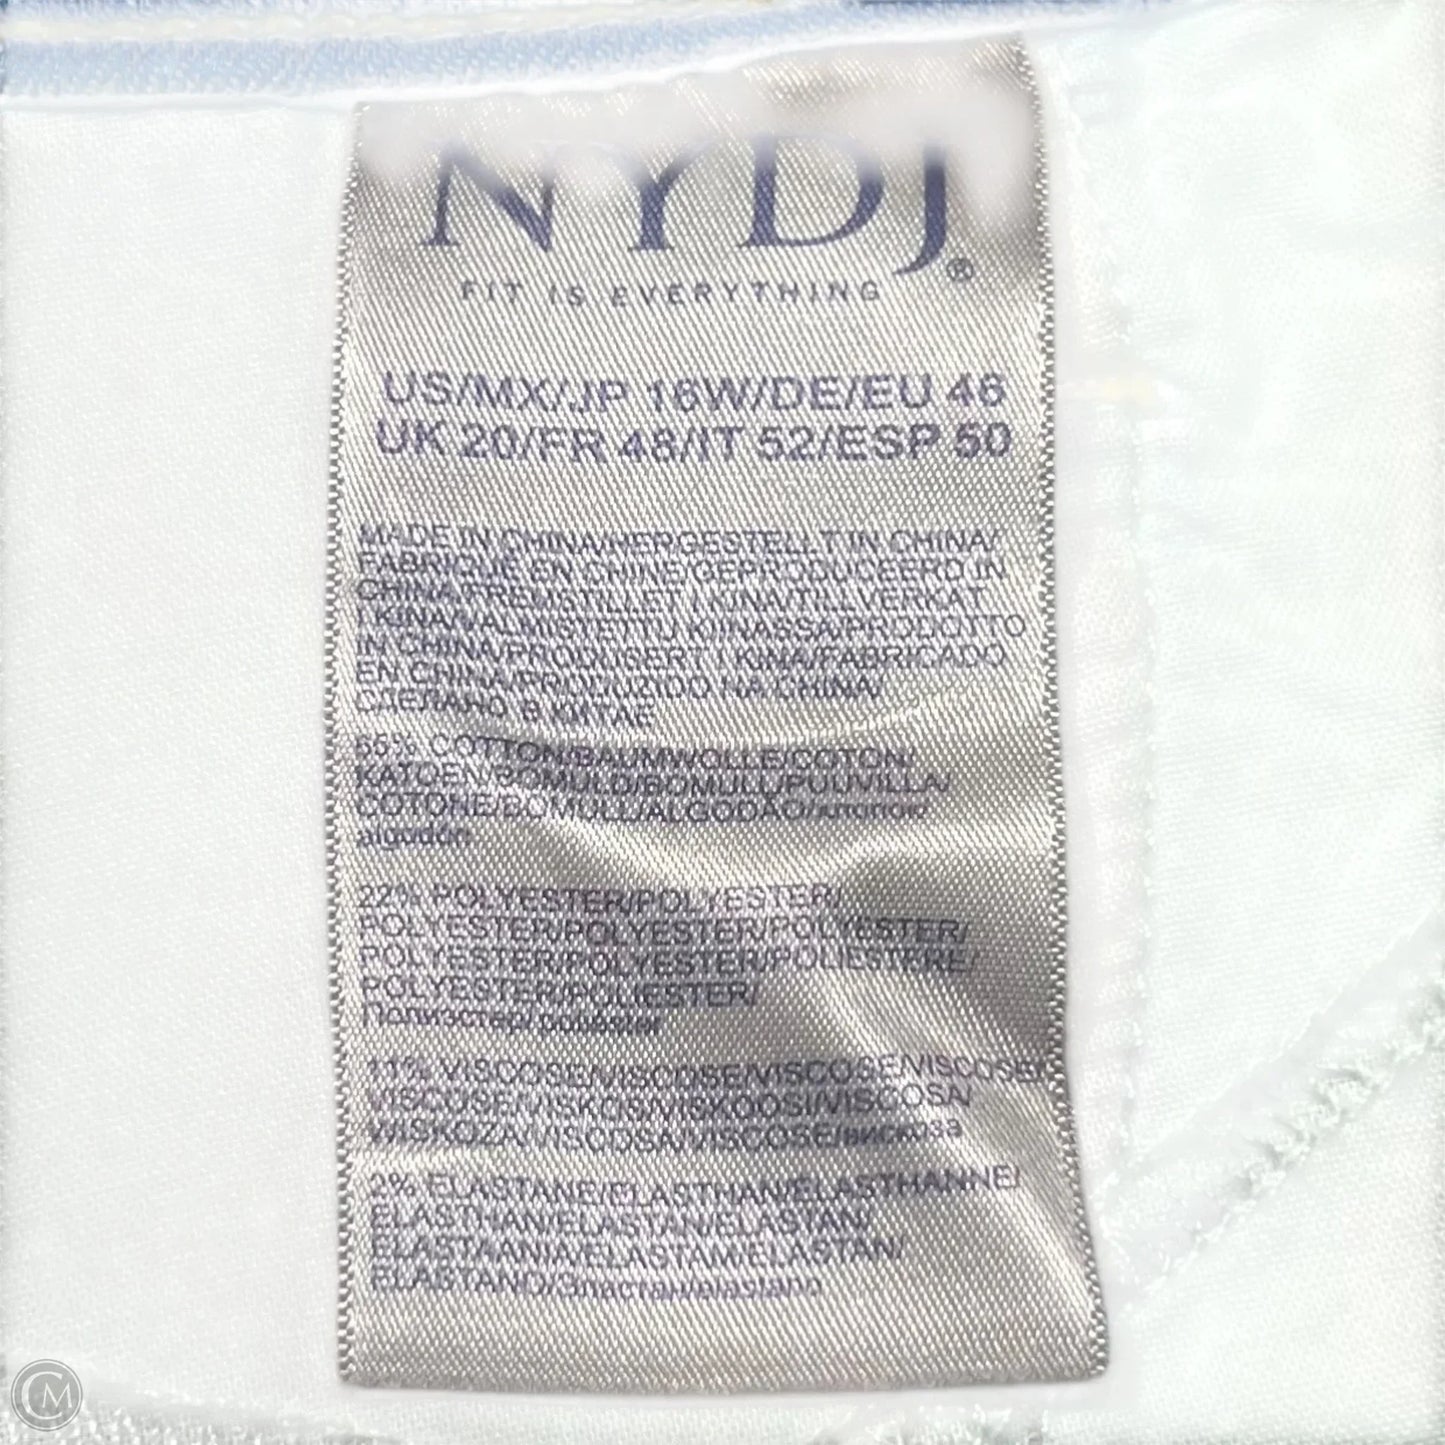 NYDJ®
FIT IS EVERYTHING
US/MX/JP 16W/DE/EU 46
UK 20/FR 48/IT 52/ESP 50
MADE IN CHINA/HERGESTELLT IN CHINA/
FABRIQUÉ EN CHINE/GEPRODUCEERD IN
CHINA/FREMSTILLET I KINA/TILLVERKAT
I KINA/VALMISTETTU KIINASSA/PRODOTTO
IN CHINA/PRODUSERT I KINA/FABRICADO
EN CHINA/PRODUZIDO NA CHINA/
СДЕЛАНО В КИТАЕ
65% COTTON/BAUMWOLLE/COTON/
KATOEN/BOMULD/BOMULL/PUUVILLA/
COTONE/BOMULL/ALGODÃO/хлопок/
algodón
22% POLYESTER/POLYESTER/
POLYESTER/POLYESTER/POLYESTER/
POLYESTER/POLYESTER/POLIESTERE/
POLYESTER/POLIESTER/
Полиэстер/poliéster
11% VISCOSE/VISCOSE/VISCOSE/VISCOSE/
VISKOS/VISKOOSI/VISCOSA/
VISCOSA/VISCOSE/вискоза
2% ELASTANE/ELASTHAN/ELASTHANNE/
ELASTHAN/ELASTAN/ELASTAN/
ELASTAANIA/ELASTAM/ELASTAN/
ELASTANO/Эластан/elastano
CM